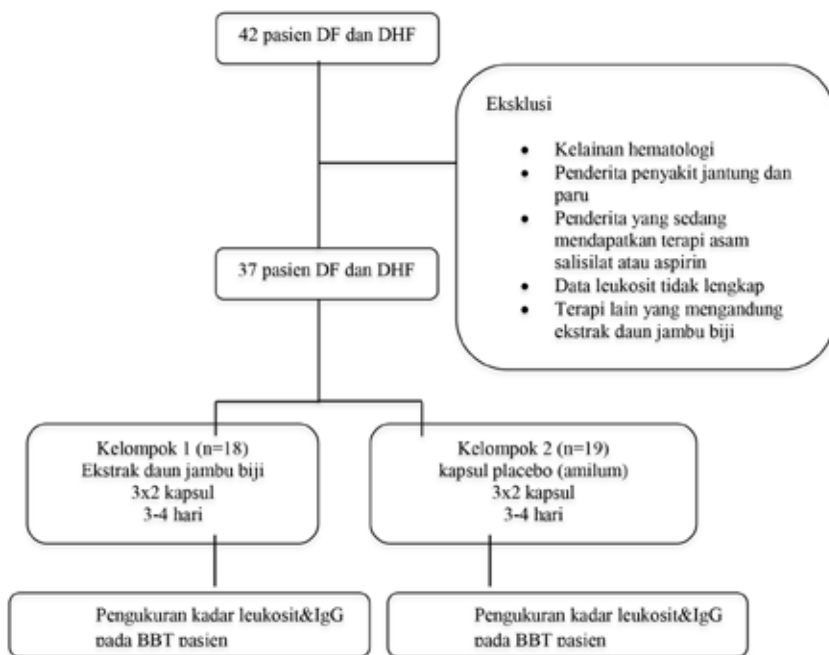 42 pasien DF dan DHF
Eksklusi
• Kelainan hematologi
• Penderita penyakit jantung dan
paru
• Penderita yang sedang
mendapatkan terapi asam
salisilat atau aspirin
• Data leukosit tidak lengkap
• Terapi lain yang mengandung
ekstrak daun jambu biji
37 pasien DF dan DHF
Kelompok 1 (n=18)
Ekstrak daun jambu biji
3x2 kapsul
3-4 hari
Kelompok 2 (n=19)
kapsul placebo (amilum)
3x2 kapsul
3-4 hari
Pengukuran kadar leukosit&IgG
pada BBT pasien
Pengukuran kadar leukosit&IgG
pada BBT pasien